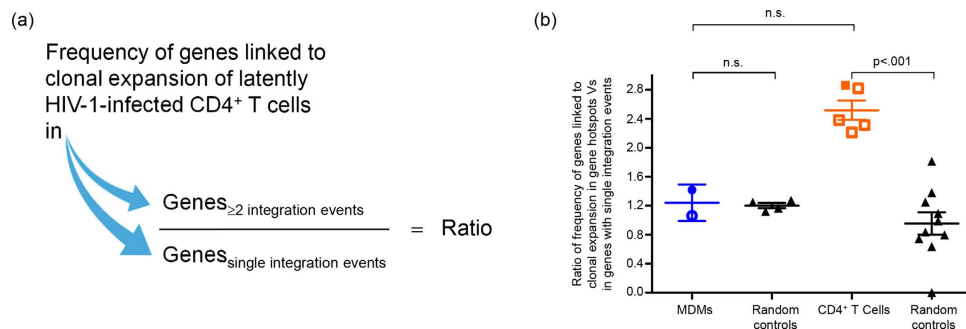 (a)
Frequency of genes linked to
clonal expansion of latently
HIV-1-infected CD4⁺ T cells
in
Genes≥2 integration events
= Ratio
Genessingle integration events
(b)
n.s.
n.s.
p<.001
Ratio of frequency of genes linked to
clonal expansion in gene hotspots Vs
in genes with single integration events
2.8
2.4
1.6
1.2
0.8
0.4
0.0
MDMs
Random
controls
CD4⁺ T Cells
Random
controls